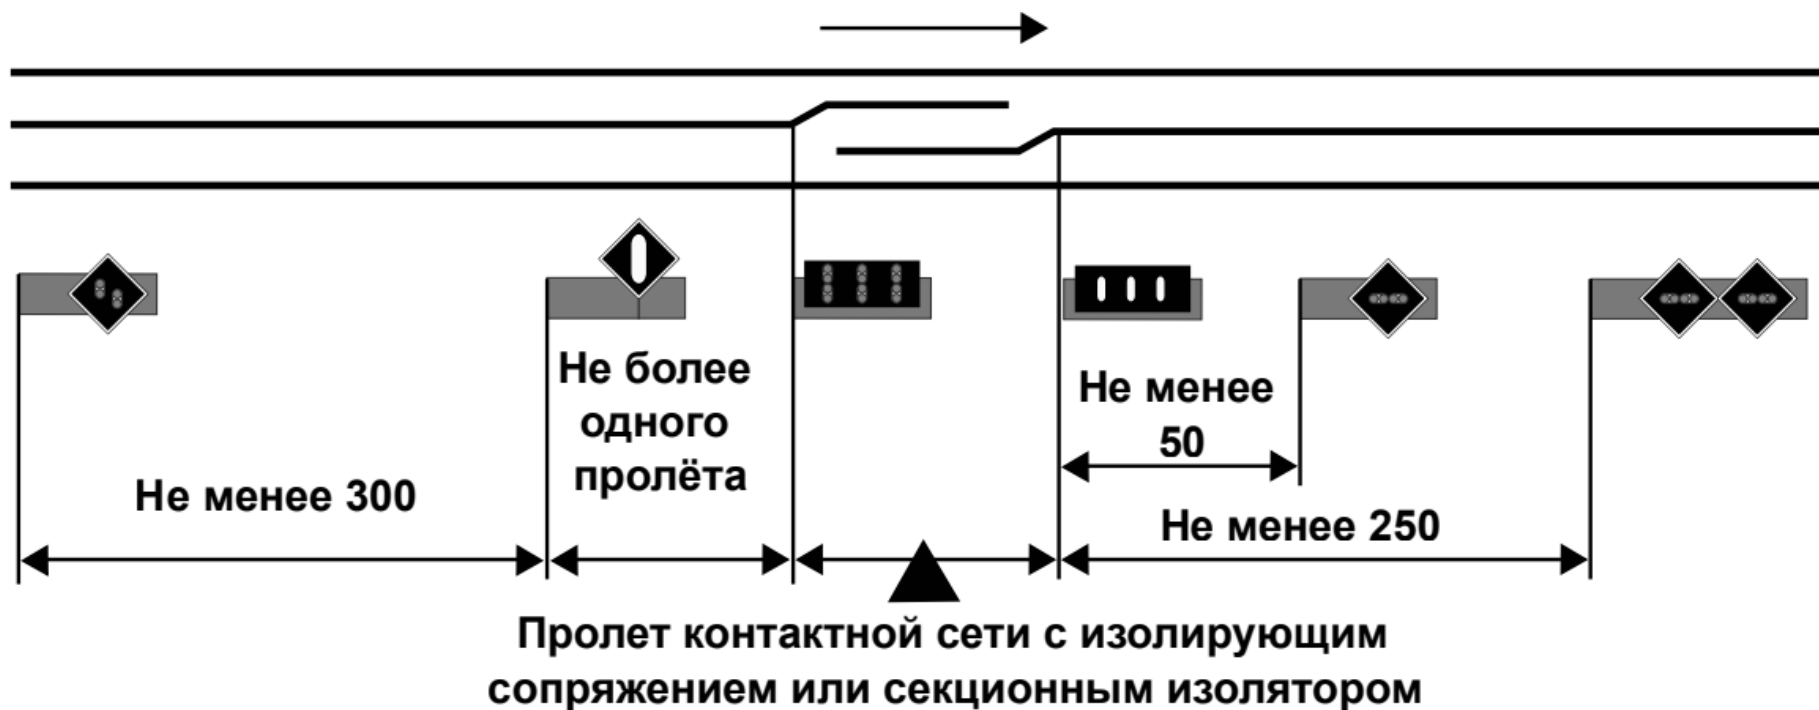 Не более
одного
пролёта
Не менее
50
Не менее 300
Не менее 250
Пролет контактной сети с изолирующим
сопряжением или секционным изолятором